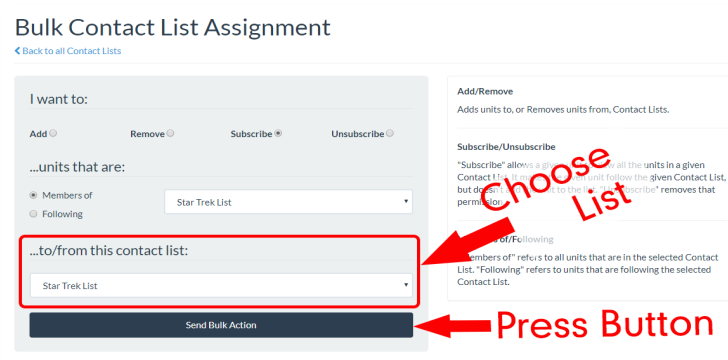 Bulk Contact List Assignment
Back to all Contact Lists
I want to:
Add
Remove
Subscribe
Unsubscribe
...units that are:
Members of
Following
Star Trek List
...to/from this contact list:
Star Trek List
Send Bulk Action
Add/Remove
Adds units to, or Removes units from, Contact Lists.
Subscribe/Unsubscribe
"Subscribe" allows a given all the units in a given
Contact unit follow the given Contact List,
but to the "Unsubscribe" removes that
permission
of/Following
"Members of" refers to all units that are in the selected Contact
List. "Following" refers to units that are following the selected
Contact List.
Choose
List
Press Button